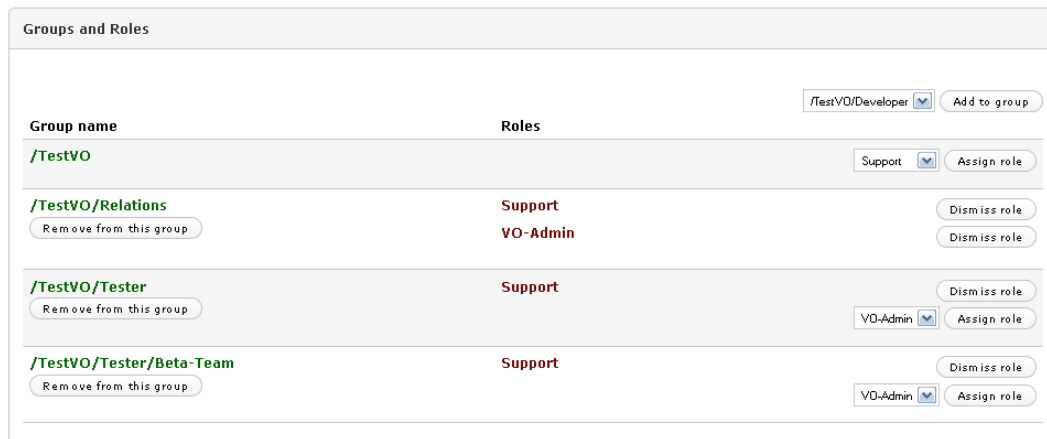 Groups and Roles
/TestVO/Developer Add to group
Group name Roles
/TestVO Support Assign role
/TestVO/Relations Support Dismiss role
Remove from this group VO-Admin Dismiss role
/TestVO/Tester Support Dismiss role
Remove from this group VO-Admin Assign role
/TestVO/Tester/Beta-Team Support Dismiss role
Remove from this group VO-Admin Assign role